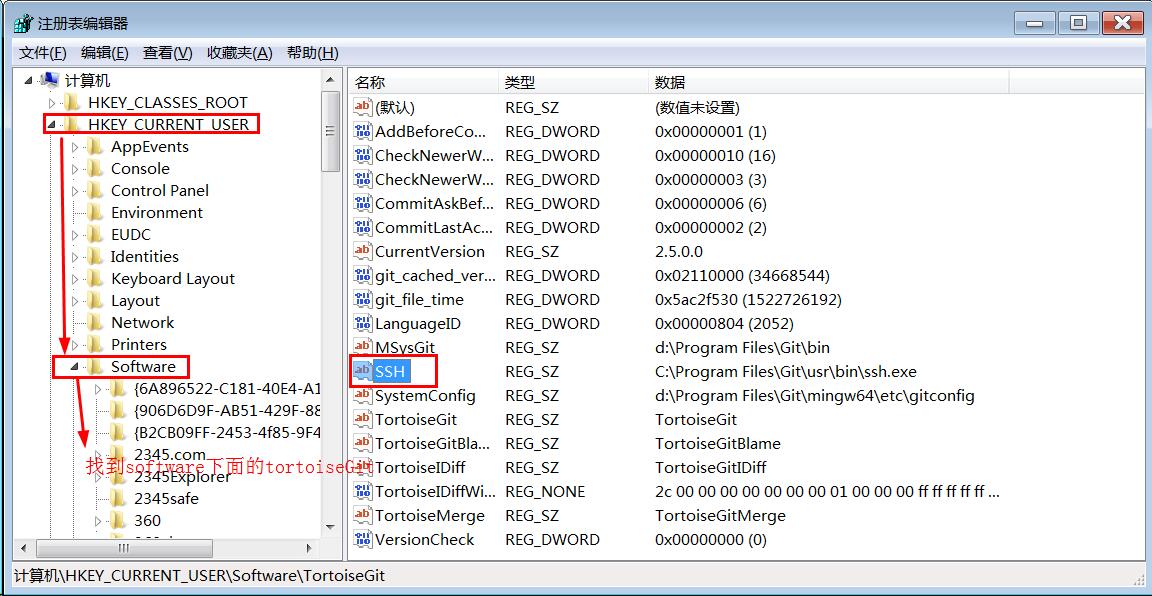 注册表编辑器
文件(F) 编辑(E) 查看(V) 收藏夹(A) 帮助(H)
计算机
HKEY_CLASSES_ROOT
HKEY_CURRENT_USER
AppEvents
Console
Control Panel
Environment
EUDC
Identities
Keyboard Layout
Layout
Network
Printers
Software
{6A896522-C181-40E4-A1
{906D6D9F-AB51-429F-88
{B2CB09FF-2453-4f85-9F4
2345.com
找到software下面的tortoiseGit
2345Explorer
2345safe
360
名称 类型 数据
(默认) REG_SZ (数值未设置)
AddBeforeCo... REG_DWORD 0x00000001 (1)
CheckNewerW... REG_DWORD 0x00000010 (16)
CheckNewerW... REG_DWORD 0x00000003 (3)
CommitAskBef... REG_DWORD 0x00000006 (6)
CommitLastAc... REG_DWORD 0x00000002 (2)
CurrentVersion REG_SZ 2.5.0.0
git_cached_ver... REG_DWORD 0x02110000 (34668544)
git_file_time REG_DWORD 0x5ac2f530 (1522726192)
LanguageID REG_DWORD 0x00000804 (2052)
MSysGit REG_SZ d:\Program Files\Git\bin
SSH REG_SZ C:\Program Files\Git\usr\bin\ssh.exe
SystemConfig REG_SZ d:\Program Files\Git\mingw64\etc\gitconfig
TortoiseGit REG_SZ TortoiseGit
TortoiseGitBla... REG_SZ TortoiseGitBlame
TortoiseIDiff REG_SZ TortoiseGitIDiff
TortoiseIDiffWi... REG_NONE 2c 00 00 00 00 00 00 00 01 00 00 00 ff ff ff ff ff ...
TortoiseMerge REG_SZ TortoiseGitMerge
VersionCheck REG_DWORD 0x00000000 (0)
计算机\HKEY_CURRENT_USER\Software\TortoiseGit